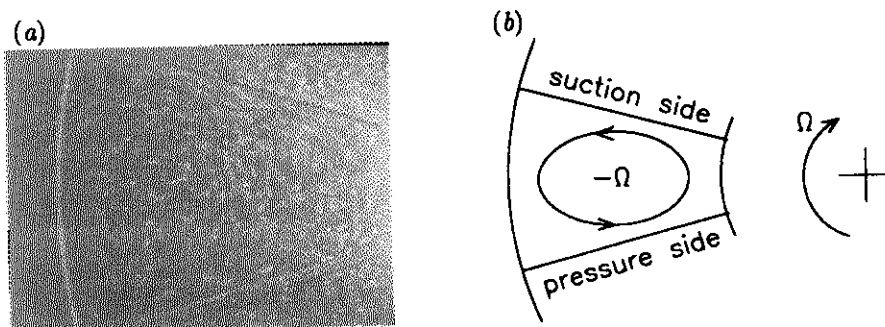 (a)
(b)
suction side
Ω
−Ω
pressure side